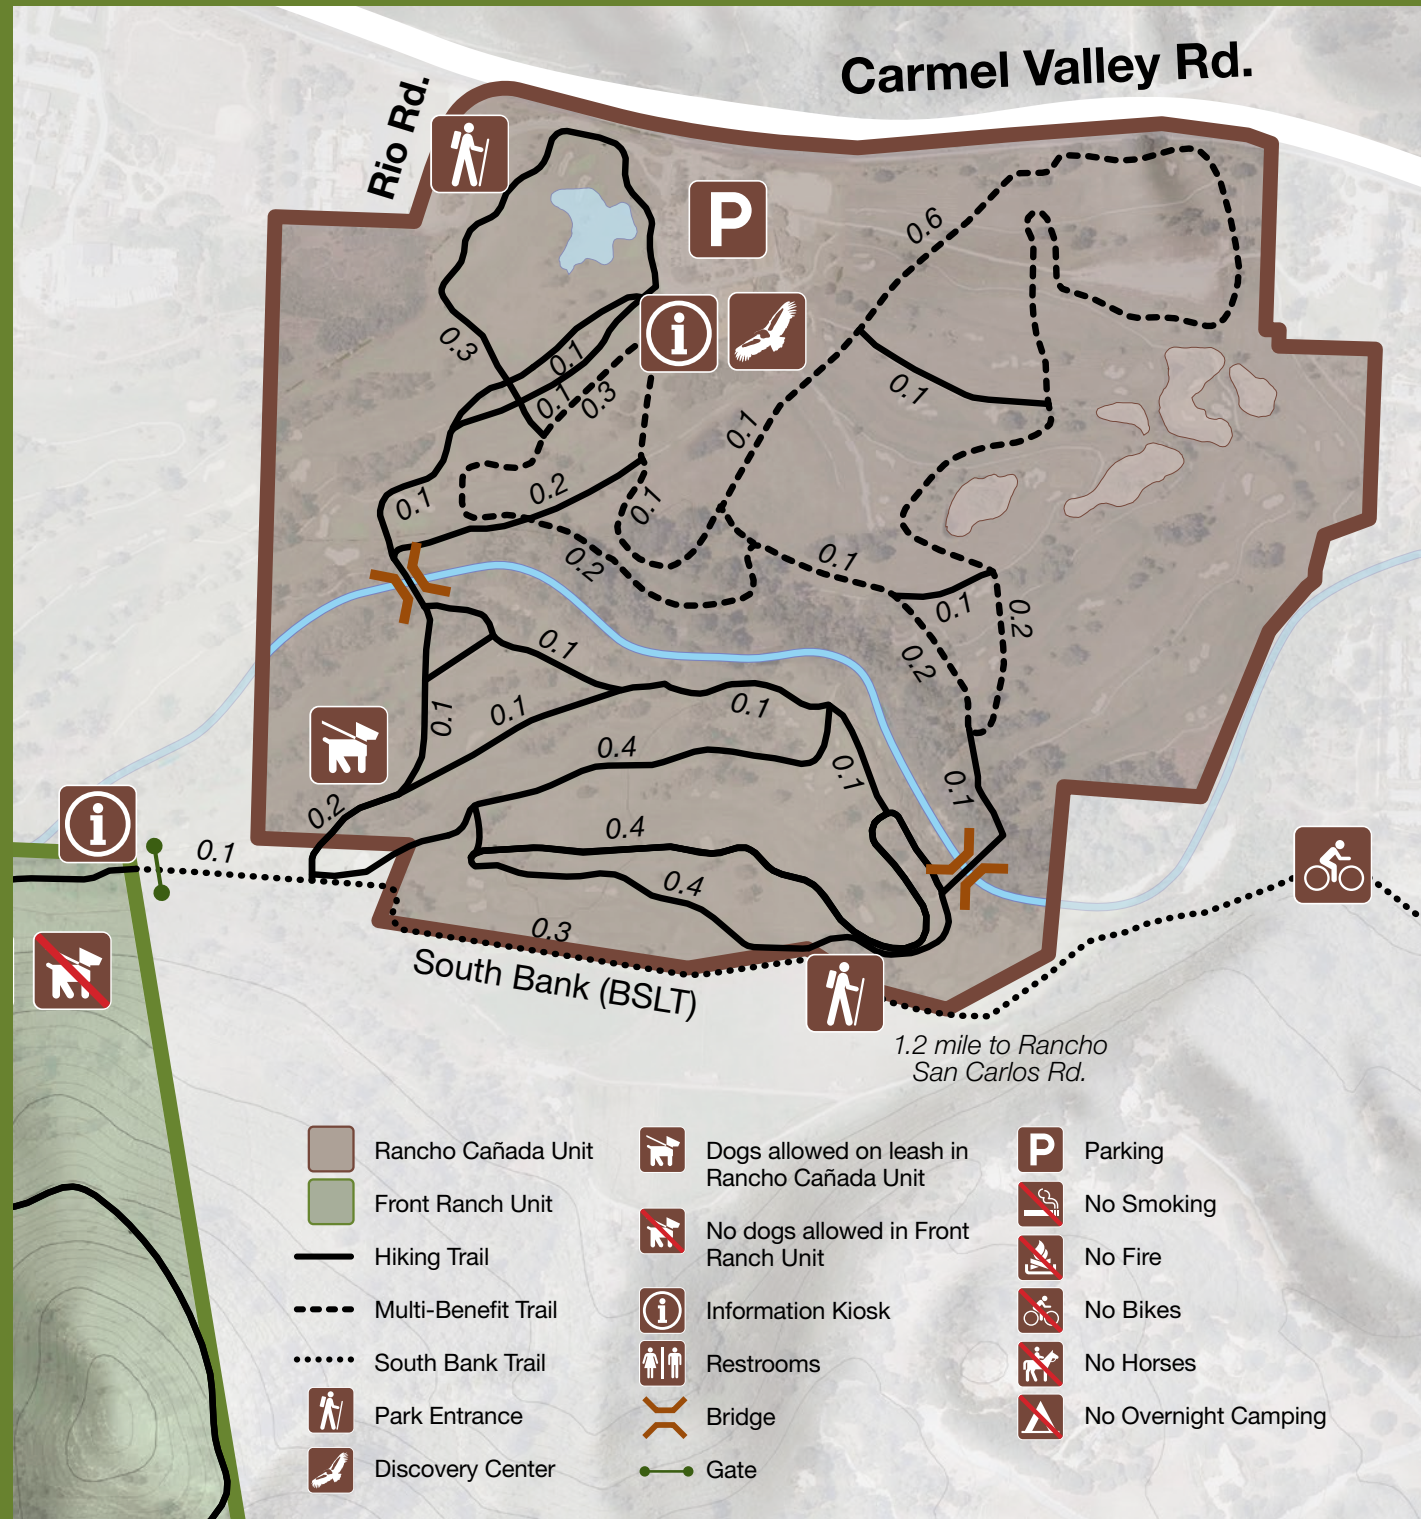 Carmel Valley Rd.
Rio Rd.
P
0.6
0.3
0.1
0.1
0.3
i
0.1
0.1
0.1
0.2
0.1
0.2
0.1
0.1
0.2
0.2
0.1
0.1
0.1
0.1
0.4
0.1
0.1
0.2
0.4
0.4
i
0.1
0.3
South Bank (BSLT)
1.2 mile to Rancho
San Carlos Rd.
Rancho Cañada Unit
Front Ranch Unit
Hiking Trail
Multi-Benefit Trail
South Bank Trail
Park Entrance
Discovery Center
Dogs allowed on leash in
Rancho Cañada Unit
No dogs allowed in Front
Ranch Unit
i
Information Kiosk
Restrooms
Bridge
Gate
P
Parking
No Smoking
No Fire
No Bikes
No Horses
No Overnight Camping